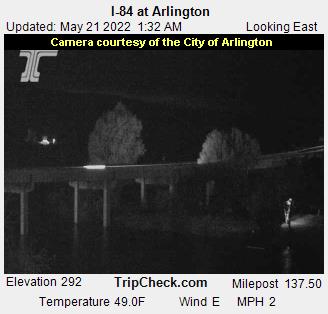 I-84 at Arlington
Updated: May 21 2022 1:32 AM Looking East
Camera courtesy of the City of Arlington
Elevation 292 TripCheck.com Milepost 137.50
Temperature 49.0F Wind E MPH 2